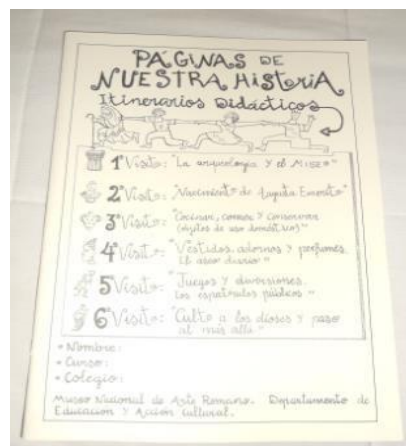 PÁGINAS DE
NUESTRA HistoriA
Itinerarios Didácticos
1ª Visita: "La arqueología y el Museo"
2ª Visita: "Nacimiento de Augusta Emerita"
3ª Visita: "Cocinar, comer y conservar
(objetos de uso doméstico)"
4ª Visita: "Vestidos, adornos y perfumes.
El aseo diario"
5 Visita: "Juegos y diversiones.
Los espectáculos públicos"
6ª Visita: "Culto a los dioses y paso
al más allá"
• Nombre:
• Curso:
• Colegio:
Museo Nacional de Arte Romano. Departamento de
Educación y Acción Cultural.